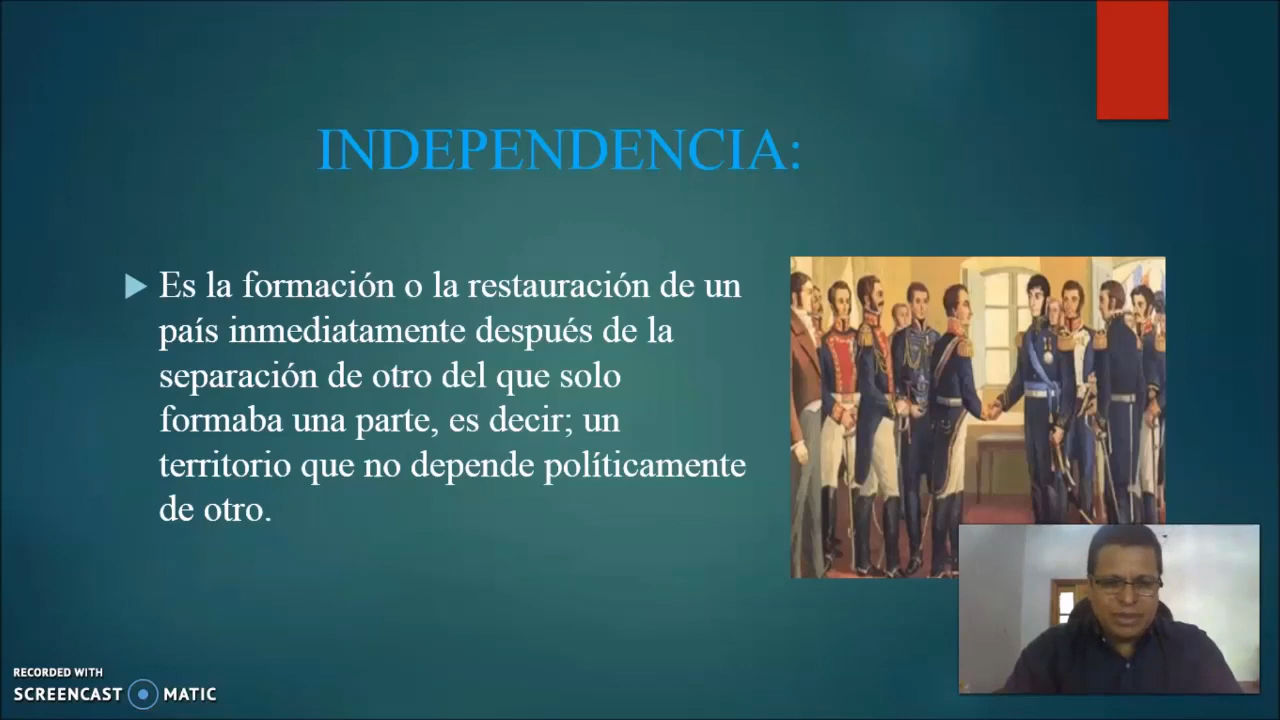 INDEPENDENCIA:
Es la formación o la restauración de un
país inmediatamente después de la
separación de otro del que solo
formaba una parte, es decir; un
territorio que no depende políticamente
de otro.
RECORDED WITH
SCREENCAST MATIC